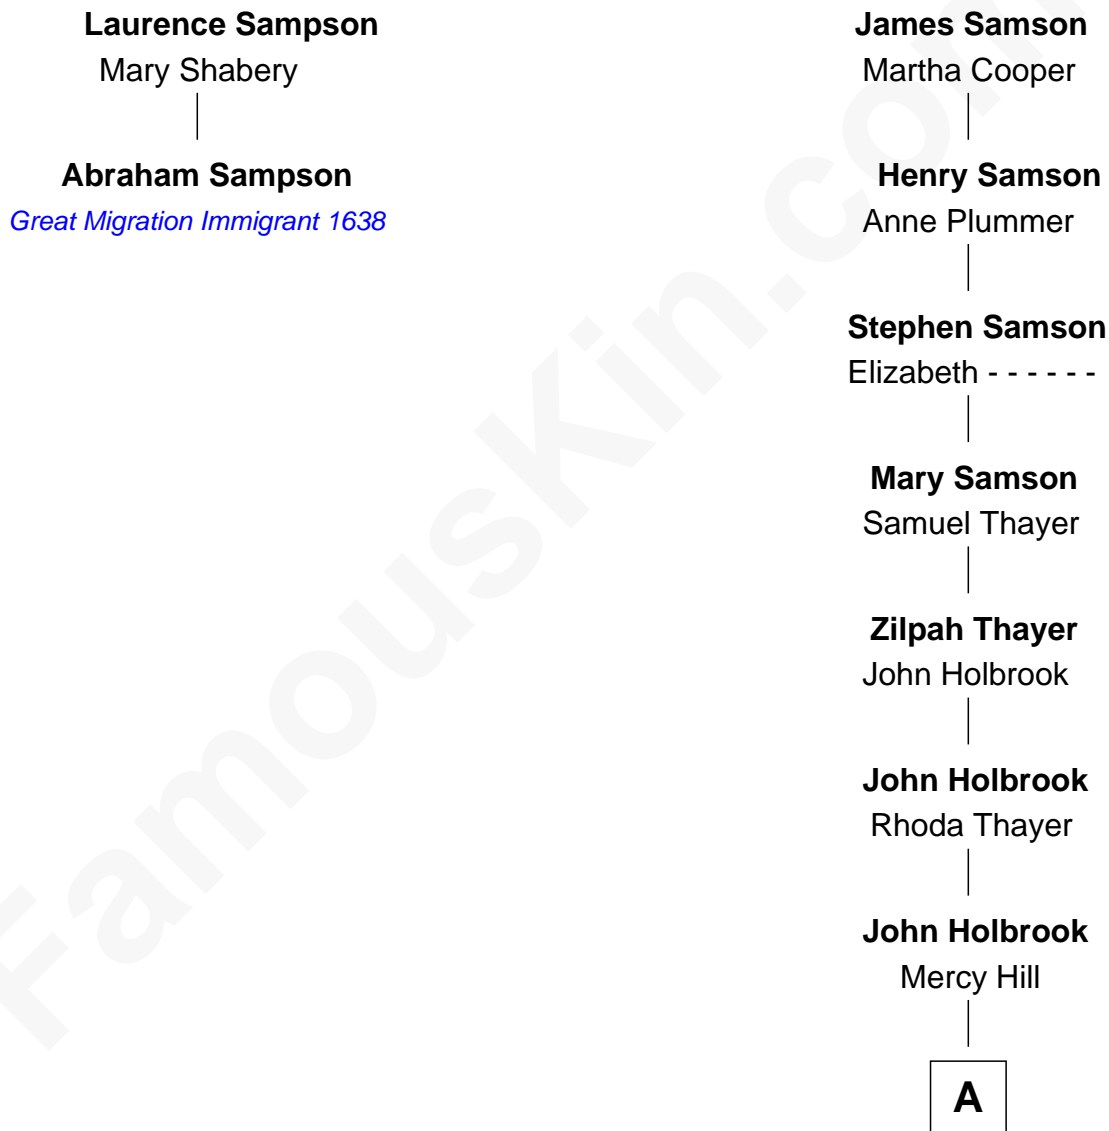 Laurence Sampson
Mary Shabery
Abraham Sampson
Great Migration Immigrant 1638
James Samson
Martha Cooper
Henry Samson
Anne Plummer
Stephen Samson
Elizabeth - - - - - -
Mary Samson
Samuel Thayer
Zilpah Thayer
John Holbrook
John Holbrook
Rhoda Thayer
John Holbrook
Mercy Hill
A
FamousKin.com